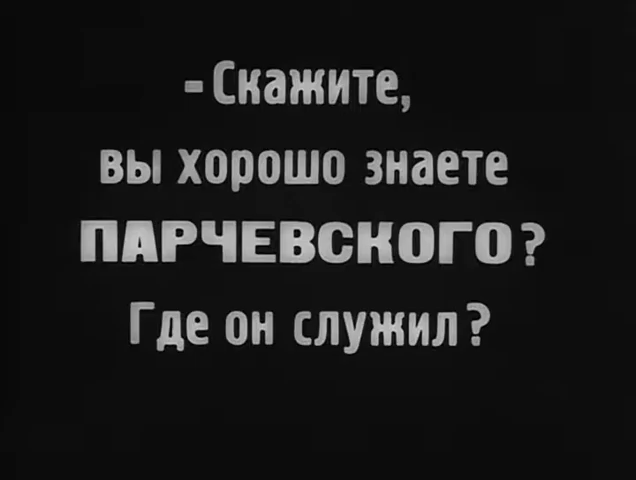 - Скажите,
вы хорошо знаете
ПАРЧЕВСКОГО?
Где он служил?